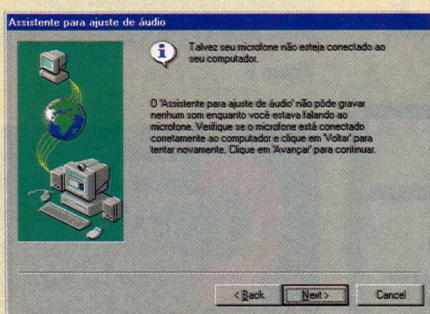 Assistente para ajuste de áudio
Talvez seu microfone não esteja conectado ao
seu computador.
O 'Assistente para ajuste de áudio' não pôde gravar
nenhum som enquanto você estava falando ao
microfone. Verifique se o microfone está conectado
corretamente ao computador e clique em 'Voltar' para
tentar novamente. Clique em 'Avançar' para continuar.
< Back
Next >
Cancel